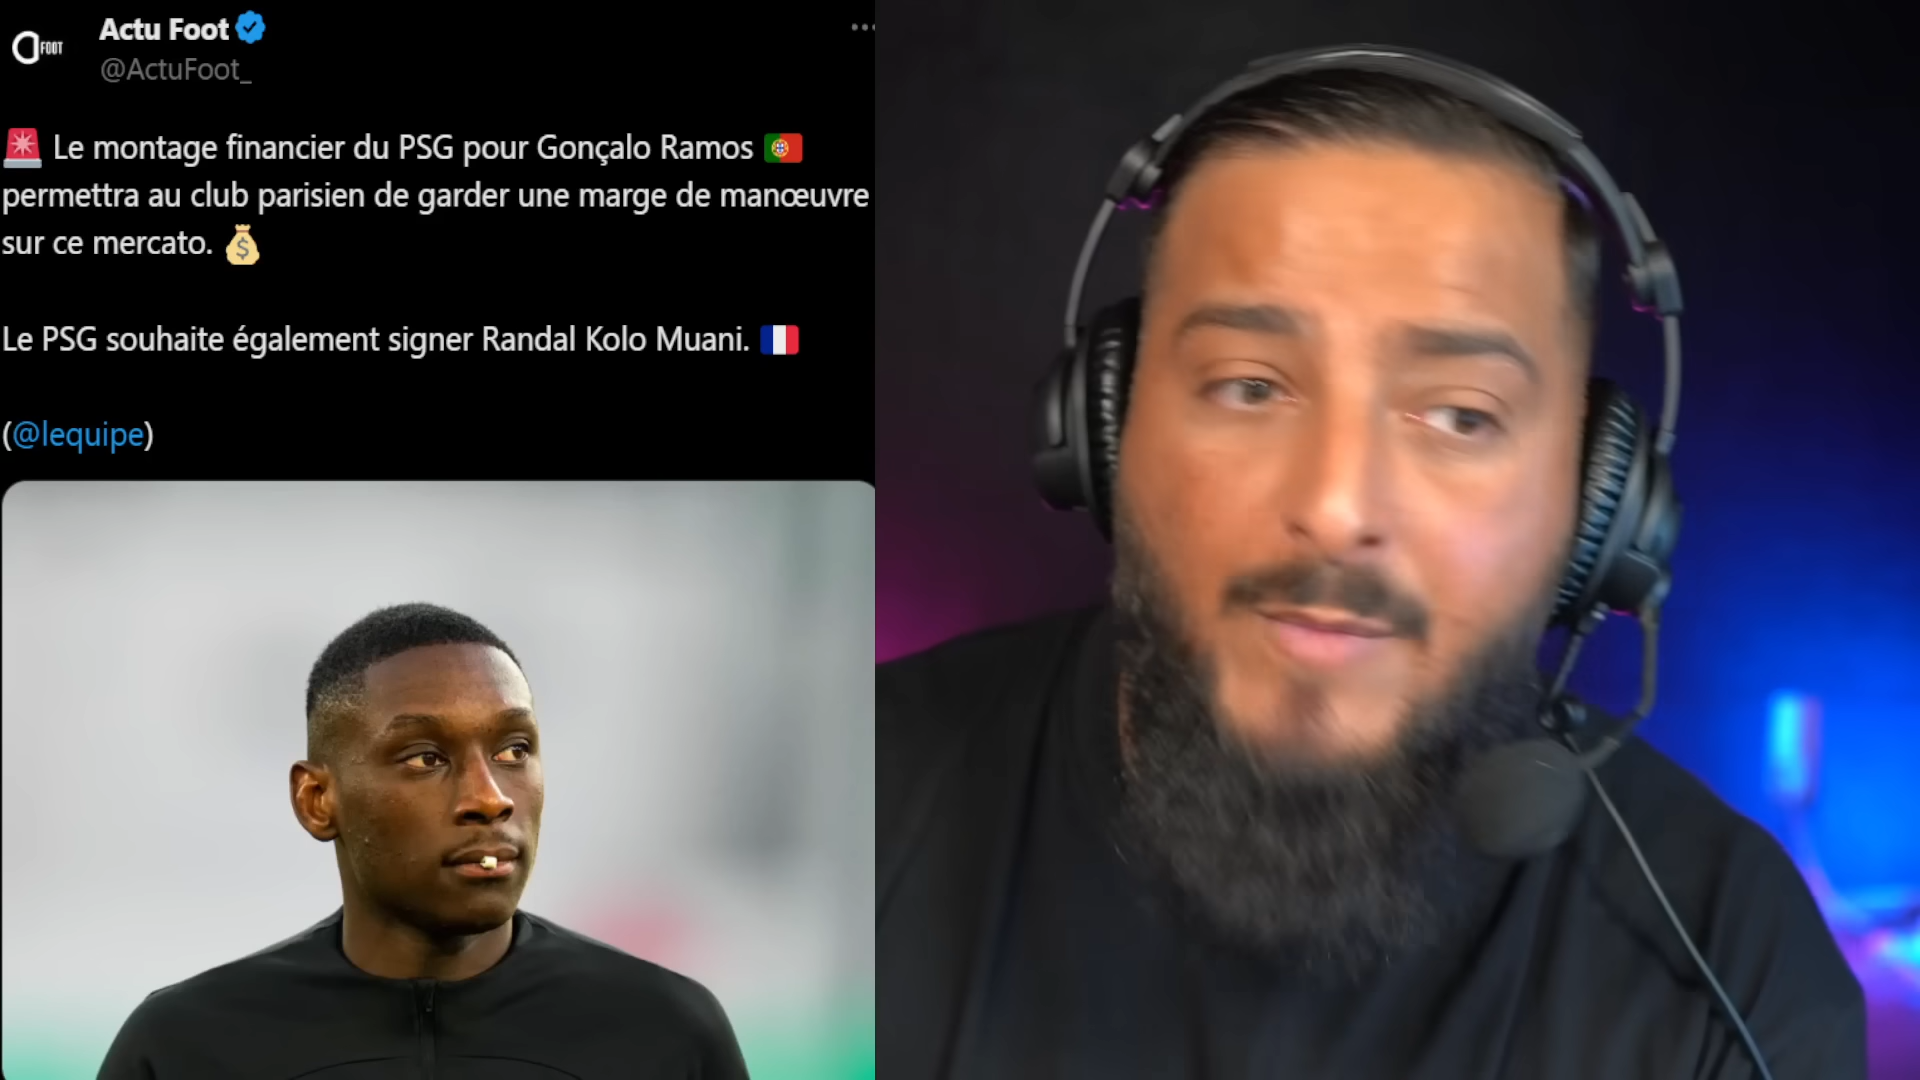 FOOT
Actu Foot
@ActuFoot_
🚨 Le montage financier du PSG pour Gonçalo Ramos 🇵🇹
permettra au club parisien de garder une marge de manœuvre
sur ce mercato. 💰
Le PSG souhaite également signer Randal Kolo Muani. 🇫🇷
(@lequipe)